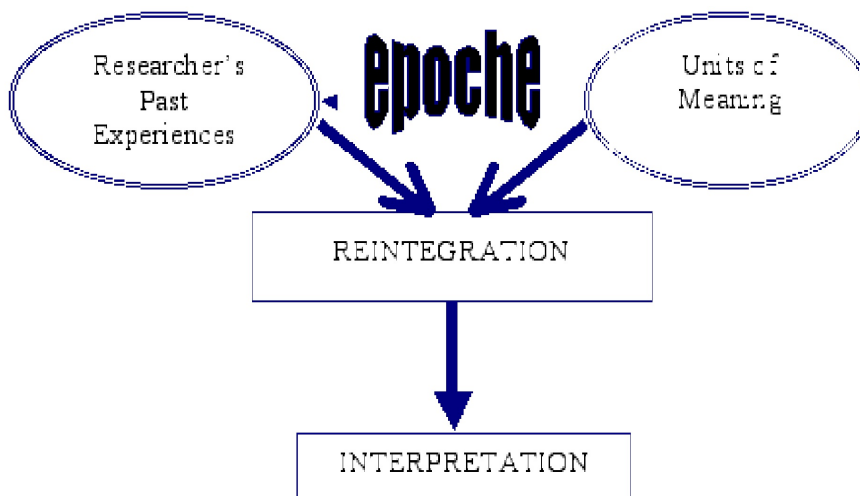 Researcher's
Past
Experiences
epoche
Units of
Meaning
REINTEGRATION
INTERPRETATION